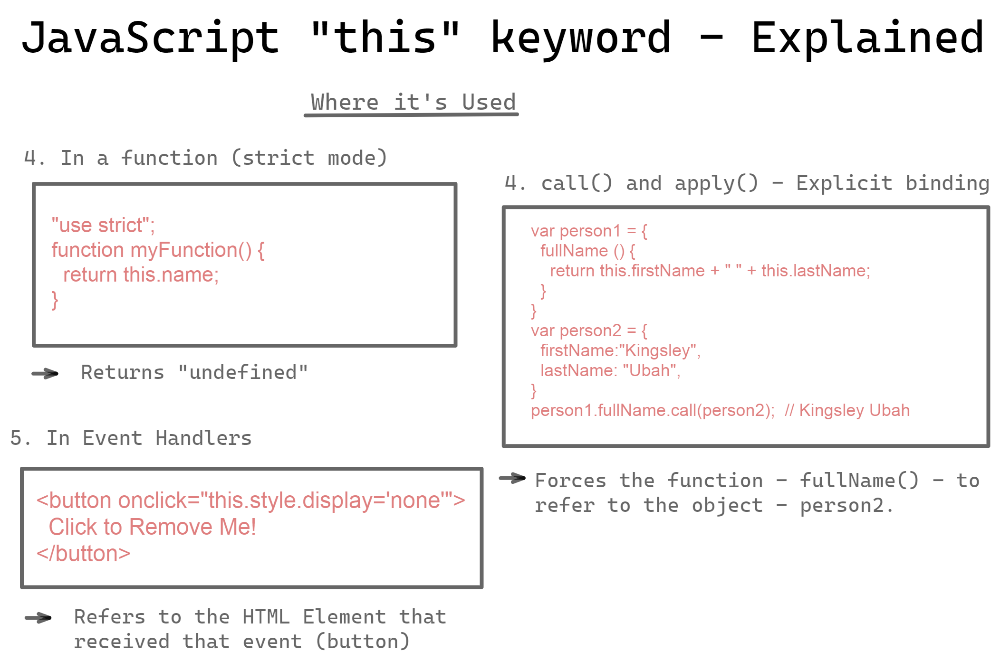 JavaScript "this" keyword - Explained
Where it's Used
4. In a function (strict mode)
"use strict";
function myFunction() {
return this.name;
}
Returns "undefined"
5. In Event Handlers
<button onclick="this.style.display='none'">
Click to Remove Me!
</button>
Refers to the HTML Element that
received that event (button)
4. call() and apply() - Explicit binding
var person1 = {
fullName () {
return this.firstName + " " + this.lastName;
}
}
var person2 = {
firstName:"Kingsley",
lastName: "Ubah",
}
person1.fullName.call(person2);  // Kingsley Ubah
Forces the function - fullName() - to
refer to the object - person2.